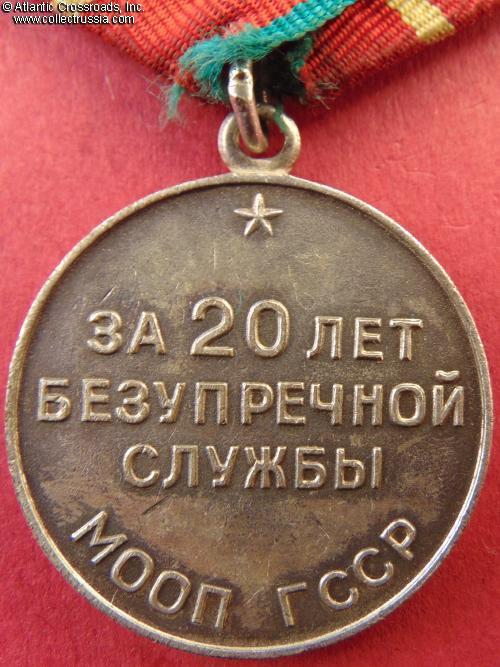 © Atlantic Crossroads, Inc.
www.collectrussia.com
ЗА 20 ЛЕТ
БЕЗУПРЕЧНОЙ
СЛУЖБЫ
МООП ГССР